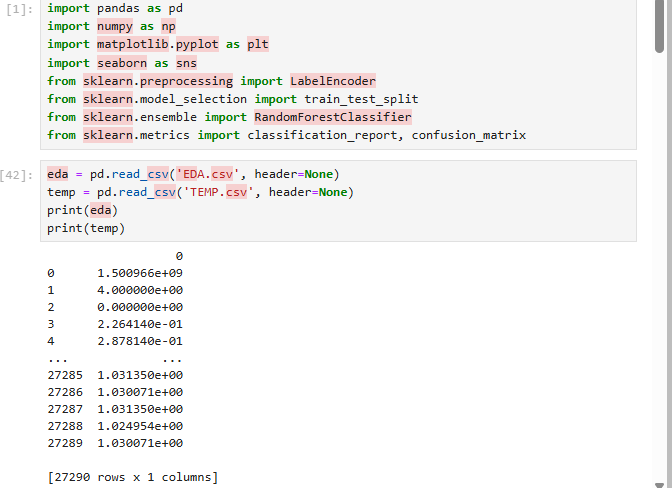 [1]: import pandas as pd
import numpy as np
import matplotlib.pyplot as plt
import seaborn as sns
from sklearn.preprocessing import LabelEncoder
from sklearn.model_selection import train_test_split
from sklearn.ensemble import RandomForestClassifier
from sklearn.metrics import classification_report, confusion_matrix
[42]: eda = pd.read_csv('EDA.csv', header=None)
temp = pd.read_csv('TEMP.csv', header=None)
print(eda)
print(temp)
0
0 1.500966e+09
1 4.000000e+00
2 0.000000e+00
3 2.264140e-01
4 2.878140e-01
... ...
27285 1.031350e+00
27286 1.030071e+00
27287 1.031350e+00
27288 1.024954e+00
27289 1.030071e+00
[27290 rows x 1 columns]